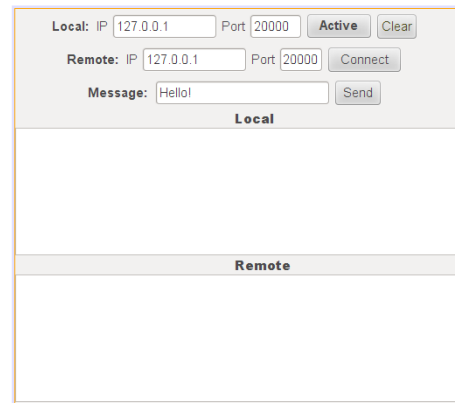 Local: IP 127.0.0.1 Port 20000 Active Clear
Remote: IP 127.0.0.1 Port 20000 Connect
Message: Hello! Send
Local
Remote